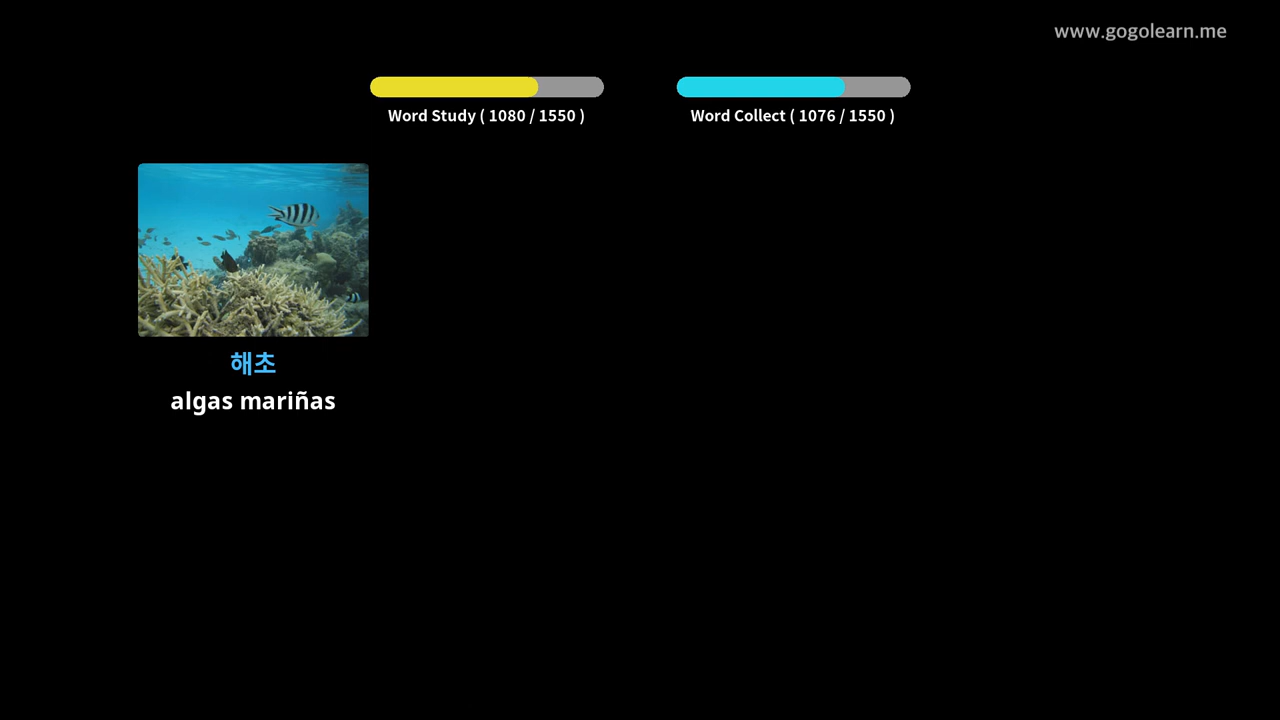 www.gogolearn.me
Word Study ( 1080 / 1550 )
Word Collect ( 1076 / 1550 )
해초
algas mariñas